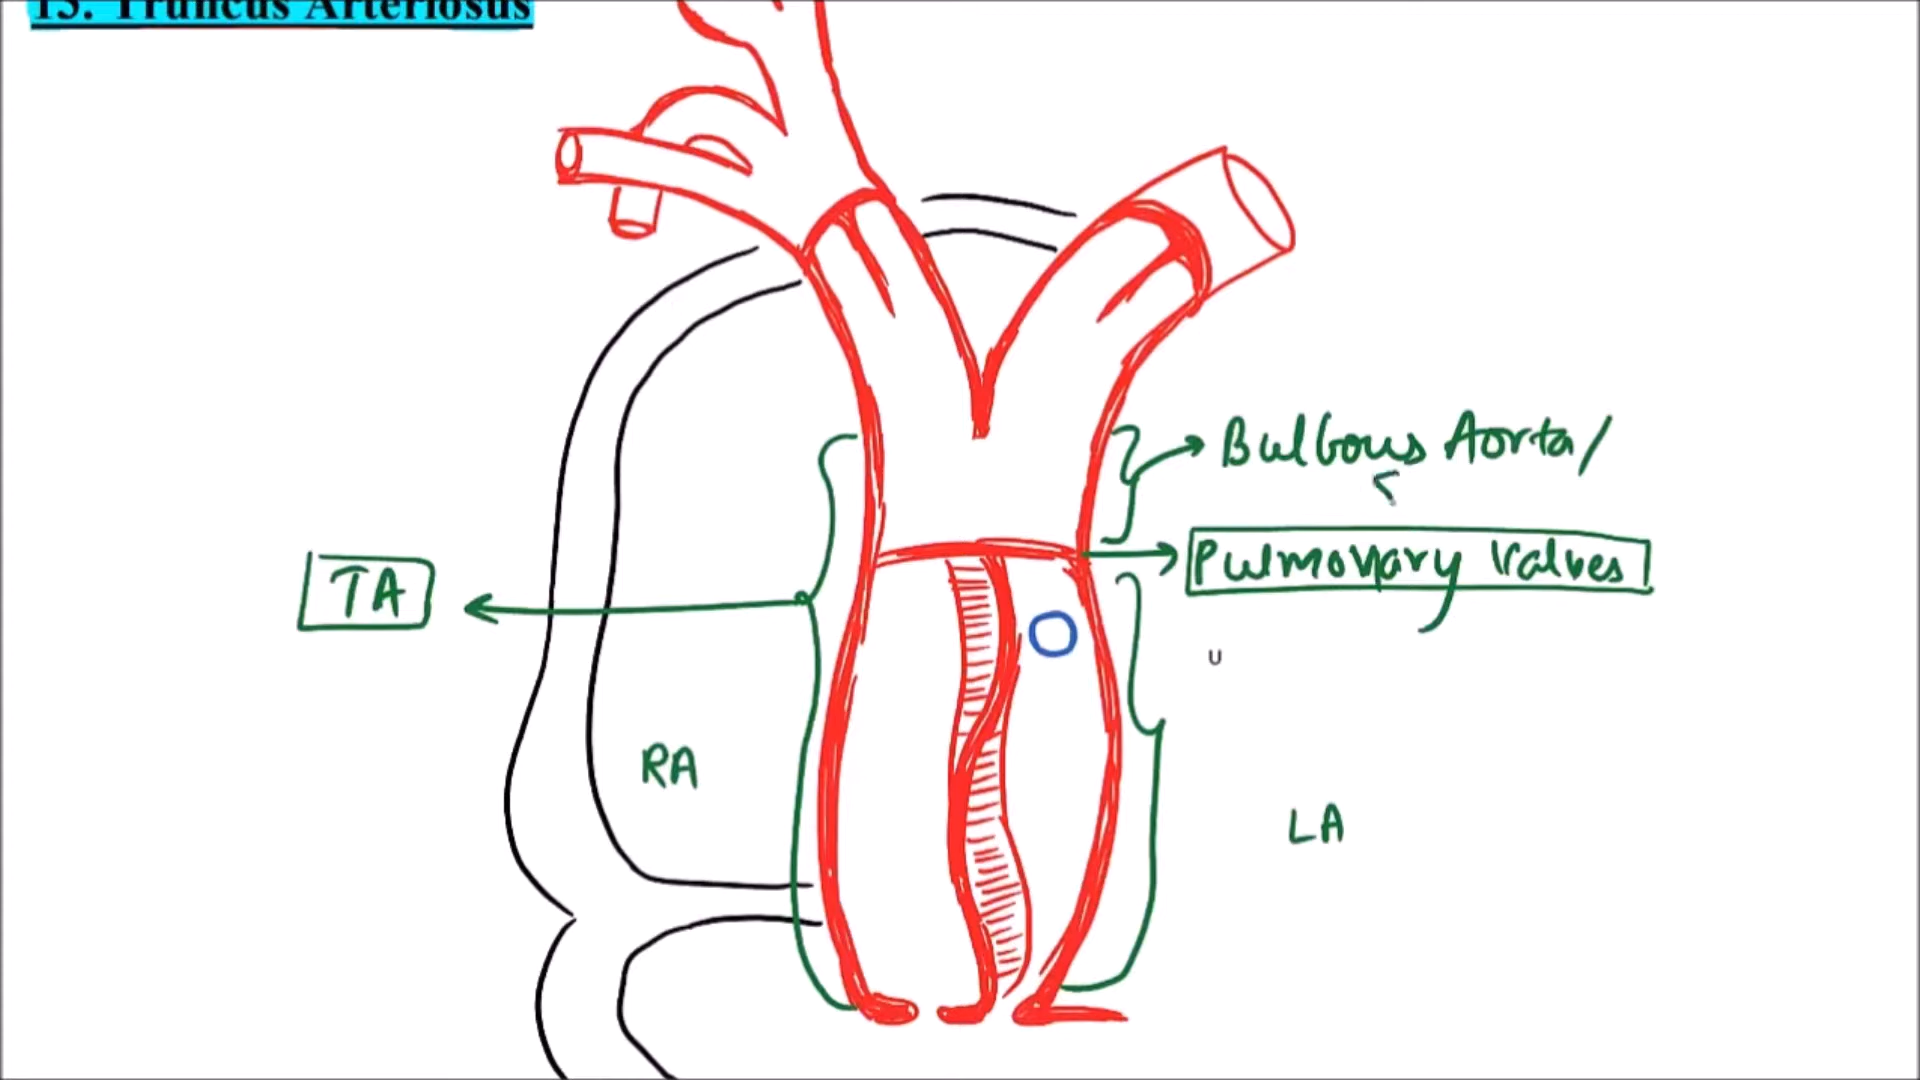 13. Truncus Arteriosus
Bulbous Aorta/
Pulmonary Valves
TA
RA
LA